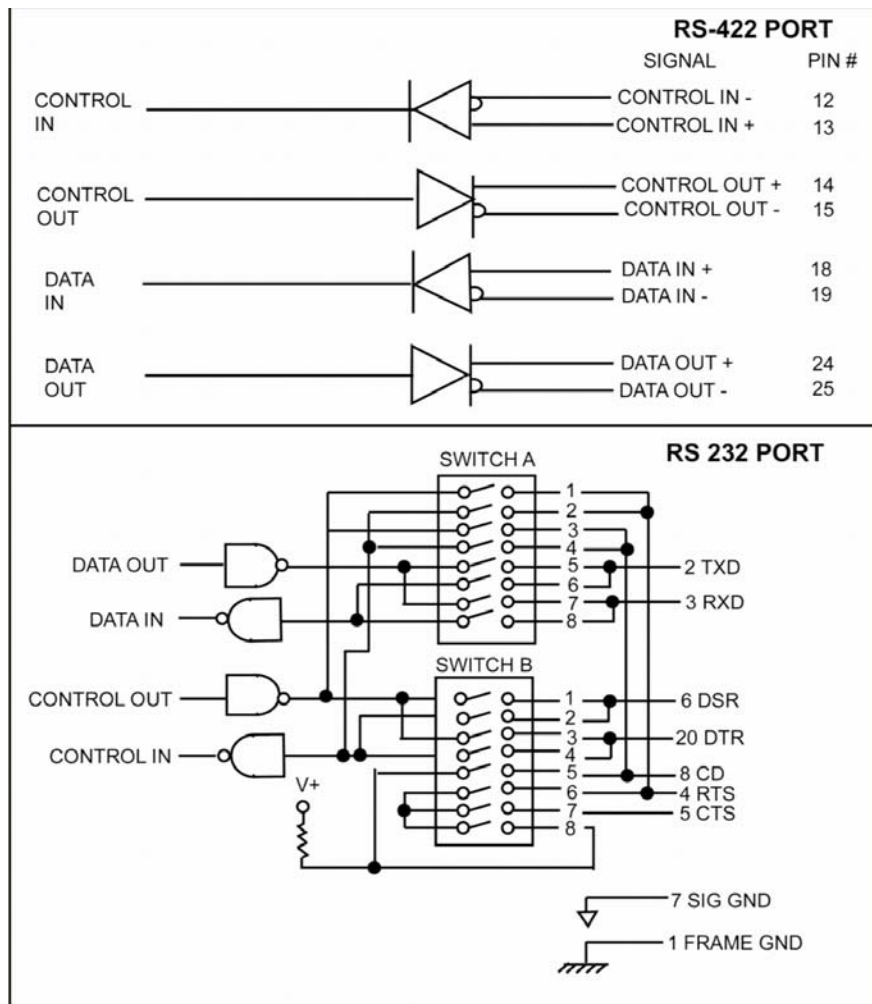 RS-422 PORT
SIGNAL PIN #
CONTROL IN
CONTROL IN - 12
CONTROL IN + 13
CONTROL OUT
CONTROL OUT + 14
CONTROL OUT - 15
DATA IN
DATA IN + 18
DATA IN - 19
DATA OUT
DATA OUT + 24
DATA OUT - 25
RS 232 PORT
SWITCH A
1
2
3
4
DATA OUT 5 2 TXD
6
7 3 RXD
DATA IN 8
SWITCH B
CONTROL OUT 1 6 DSR
2
3 20 DTR
CONTROL IN 4
5 8 CD
V+ 6 4 RTS
7 5 CTS
8
7 SIG GND
1 FRAME GND